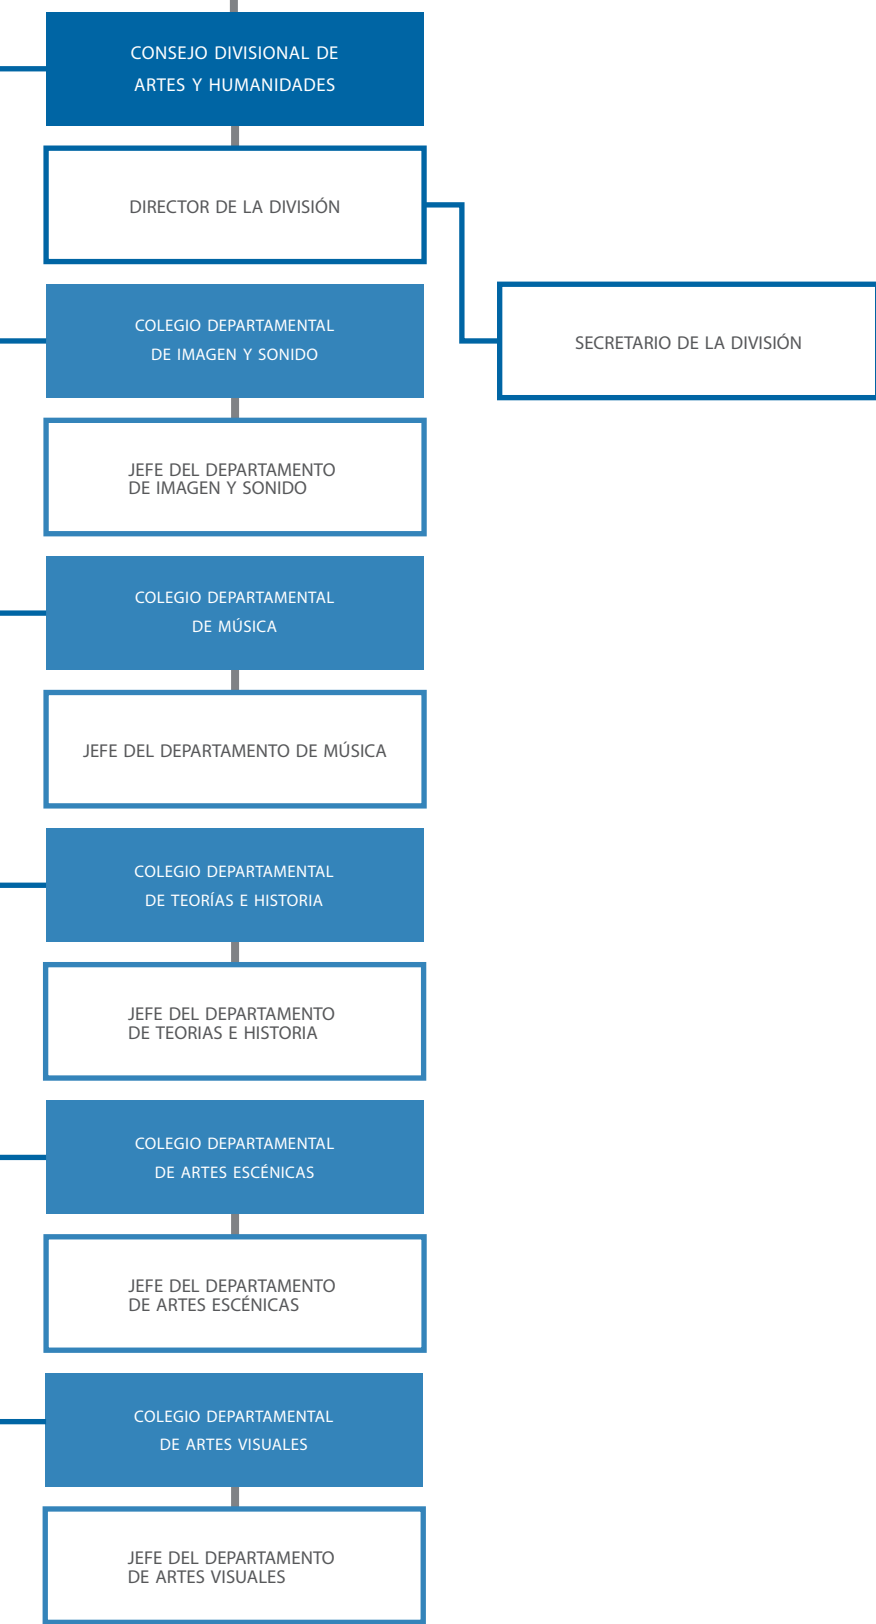 CONSEJO DIVISIONAL DE
ARTES Y HUMANIDADES
DIRECTOR DE LA DIVISIÓN
SECRETARIO DE LA DIVISIÓN
COLEGIO DEPARTAMENTAL
DE IMAGEN Y SONIDO
JEFE DEL DEPARTAMENTO
DE IMAGEN Y SONIDO
COLEGIO DEPARTAMENTAL
DE MÚSICA
JEFE DEL DEPARTAMENTO DE MÚSICA
COLEGIO DEPARTAMENTAL
DE TEORÍAS E HISTORIA
JEFE DEL DEPARTAMENTO
DE TEORIAS E HISTORIA
COLEGIO DEPARTAMENTAL
DE ARTES ESCÉNICAS
JEFE DEL DEPARTAMENTO
DE ARTES ESCÉNICAS
COLEGIO DEPARTAMENTAL
DE ARTES VISUALES
JEFE DEL DEPARTAMENTO
DE ARTES VISUALES